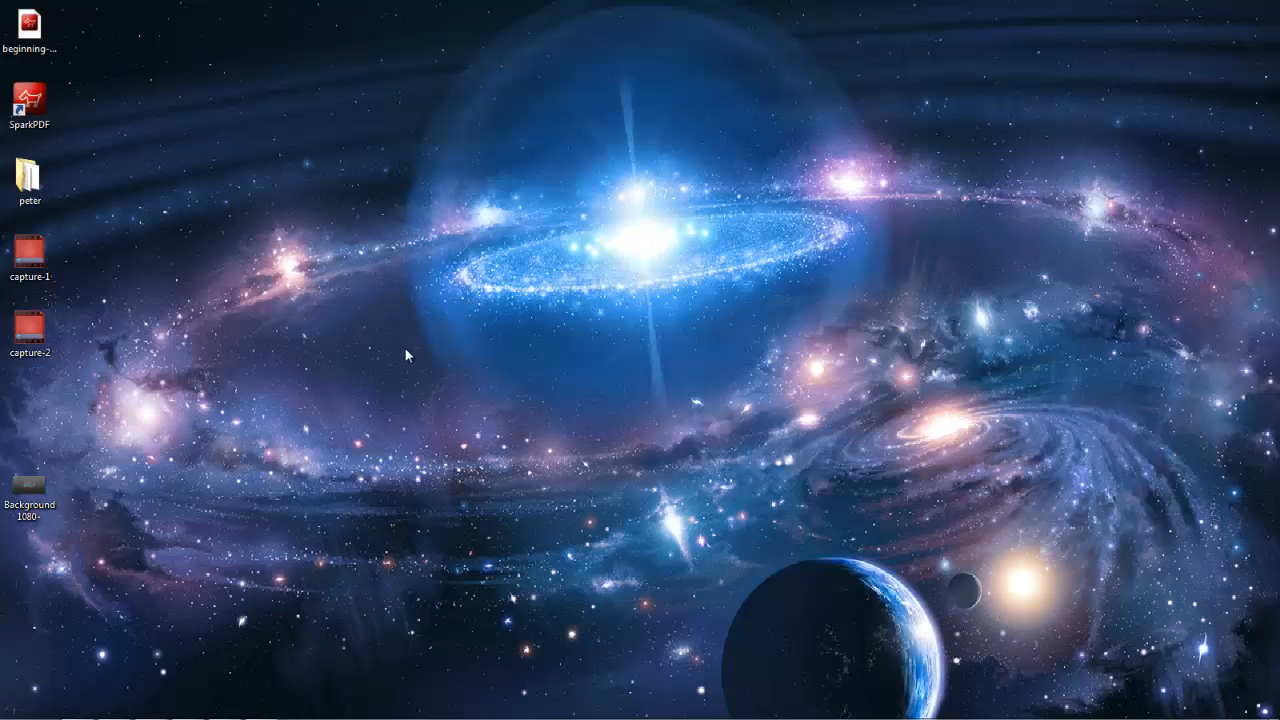 beginning-...
SparkPDF
peter
capture-1
capture-2
Background
1080-